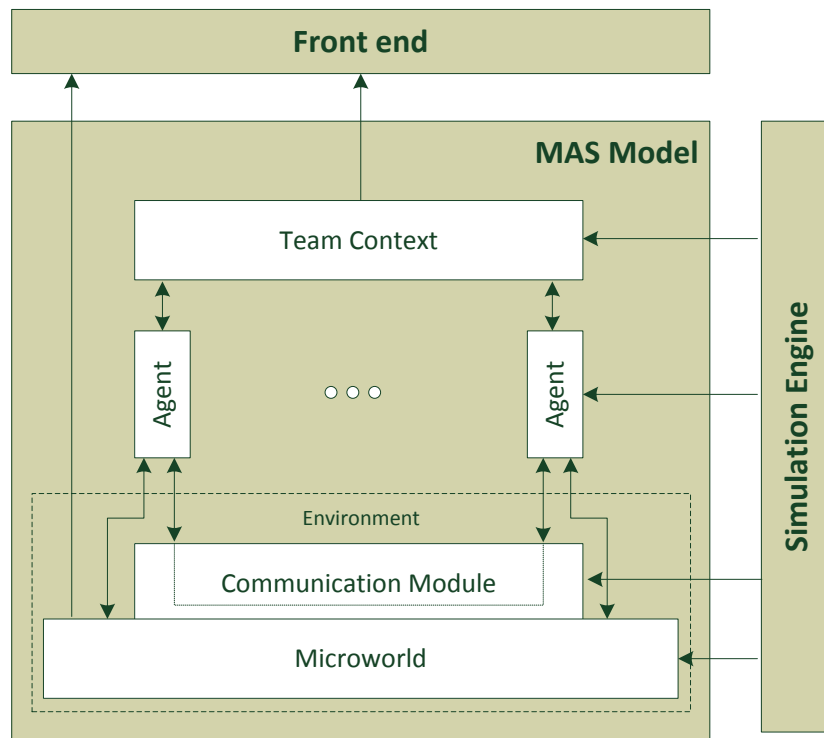 Front end
MAS Model
Team Context
Agent
Agent
Environment
Communication Module
Microworld
Simulation Engine